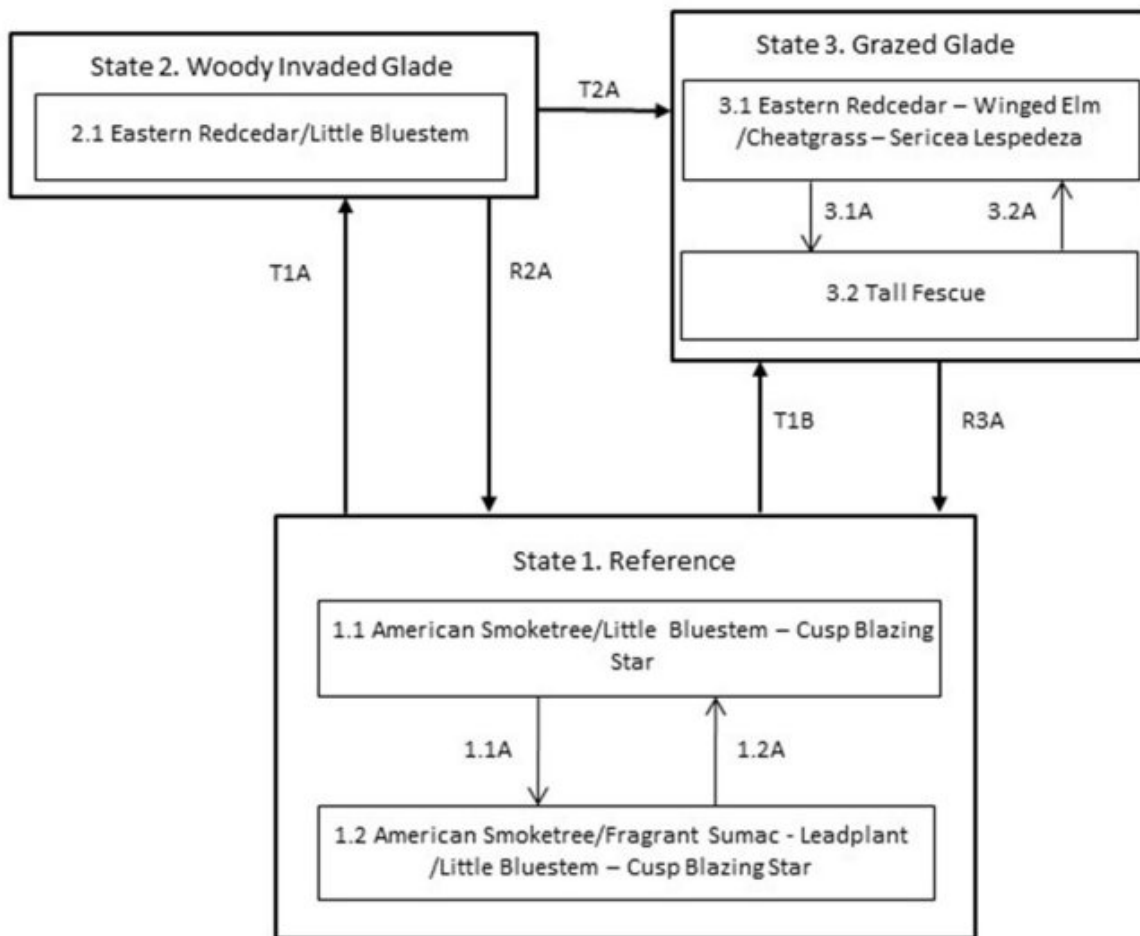 State 2. Woody Invaded Glade
2.1 Eastern Redcedar/Little Bluestem
T2A
State 3. Grazed Glade
3.1 Eastern Redcedar – Winged Elm
/Cheatgrass – Sericea Lespedeza
3.1A
3.2A
3.2 Tall Fescue
T1A
R2A
T1B
R3A
State 1. Reference
1.1 American Smoketree/Little Bluestem – Cusp Blazing
Star
1.1A
1.2A
1.2 American Smoketree/Fragrant Sumac - Leadplant
/Little Bluestem – Cusp Blazing Star